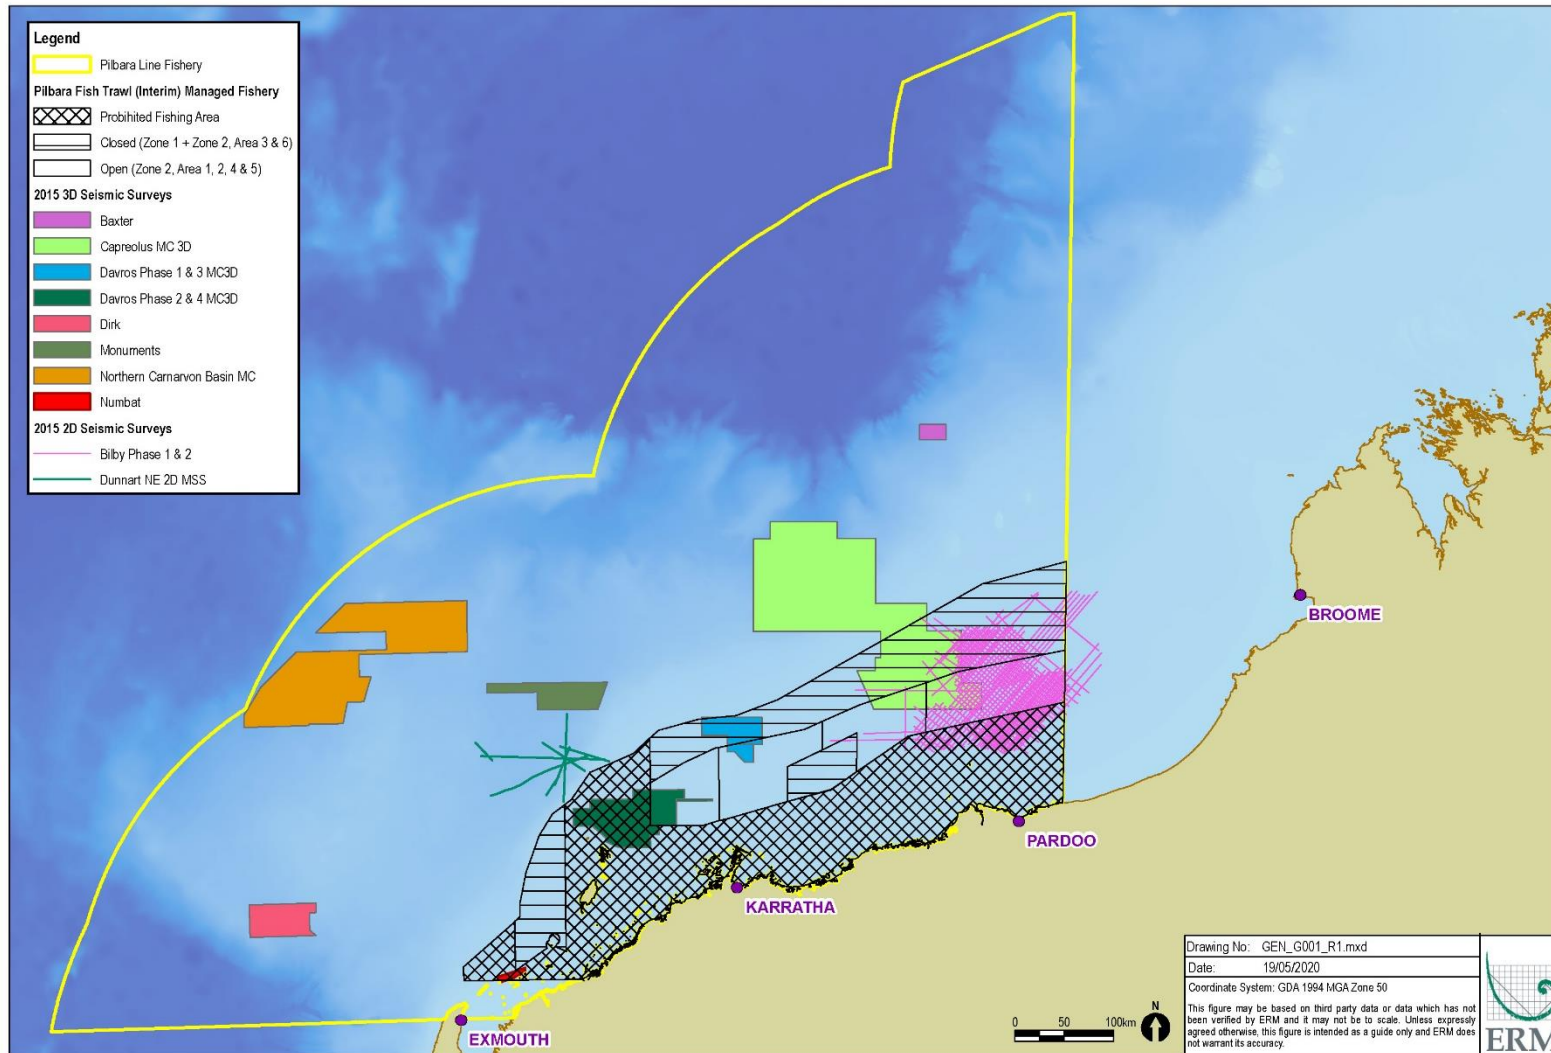 Legend
Pilbara Line Fishery
Pilbara Fish Trawl (Interim) Managed Fishery
Probihited Fishing Area
Closed (Zone 1 + Zone 2, Area 3 & 6)
Open (Zone 2, Area 1, 2, 4 & 5)
2015 3D Seismic Surveys
Baxter
Capreolus MC 3D
Davros Phase 1 & 3 MC3D
Davros Phase 2 & 4 MC3D
Dirk
Monuments
Northern Carnarvon Basin MC
Numbat
2015 2D Seismic Surveys
Bilby Phase 1 & 2
Dunnart NE 2D MSS
BROOME
PARDOO
KARRATHA
EXMOUTH
0 50 100km
N
Drawing No: GEN_G001_R1.mxd
Date: 19/05/2020
Coordinate System: GDA 1994 MGA Zone 50
This figure may be based on third party data or data which has not
been verified by ERM and it may not be to scale. Unless expressly
agreed otherwise, this figure is intended as a guide only and ERM does
not warrant its accuracy.
ERM